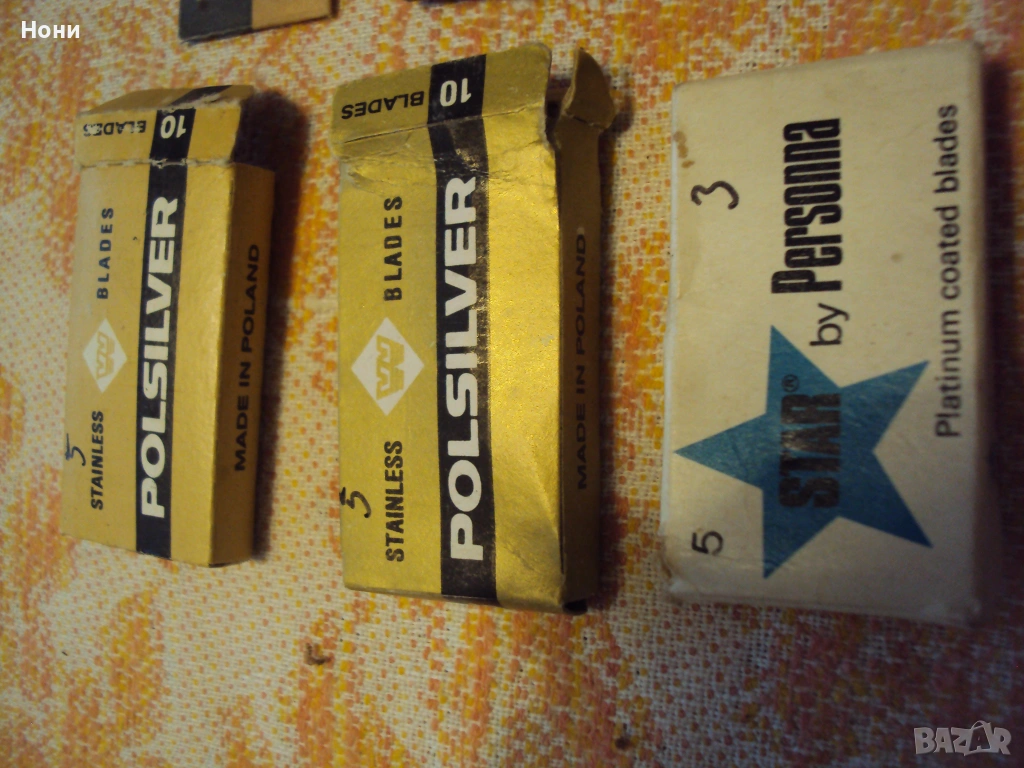 Нони
10
BLADES
STAINLESS BLADES
POLSILVER
MADE IN POLAND
5
10
BLADES
STAINLESS BLADES
POLSILVER
MADE IN POLAND
5
5
3
STAR® by Personna
Platinum coated blades
BAZAR